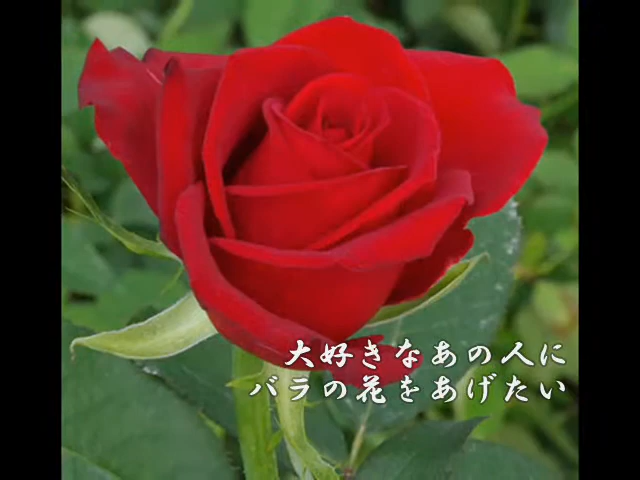 大好きなあの人に
バラの花をあげたい